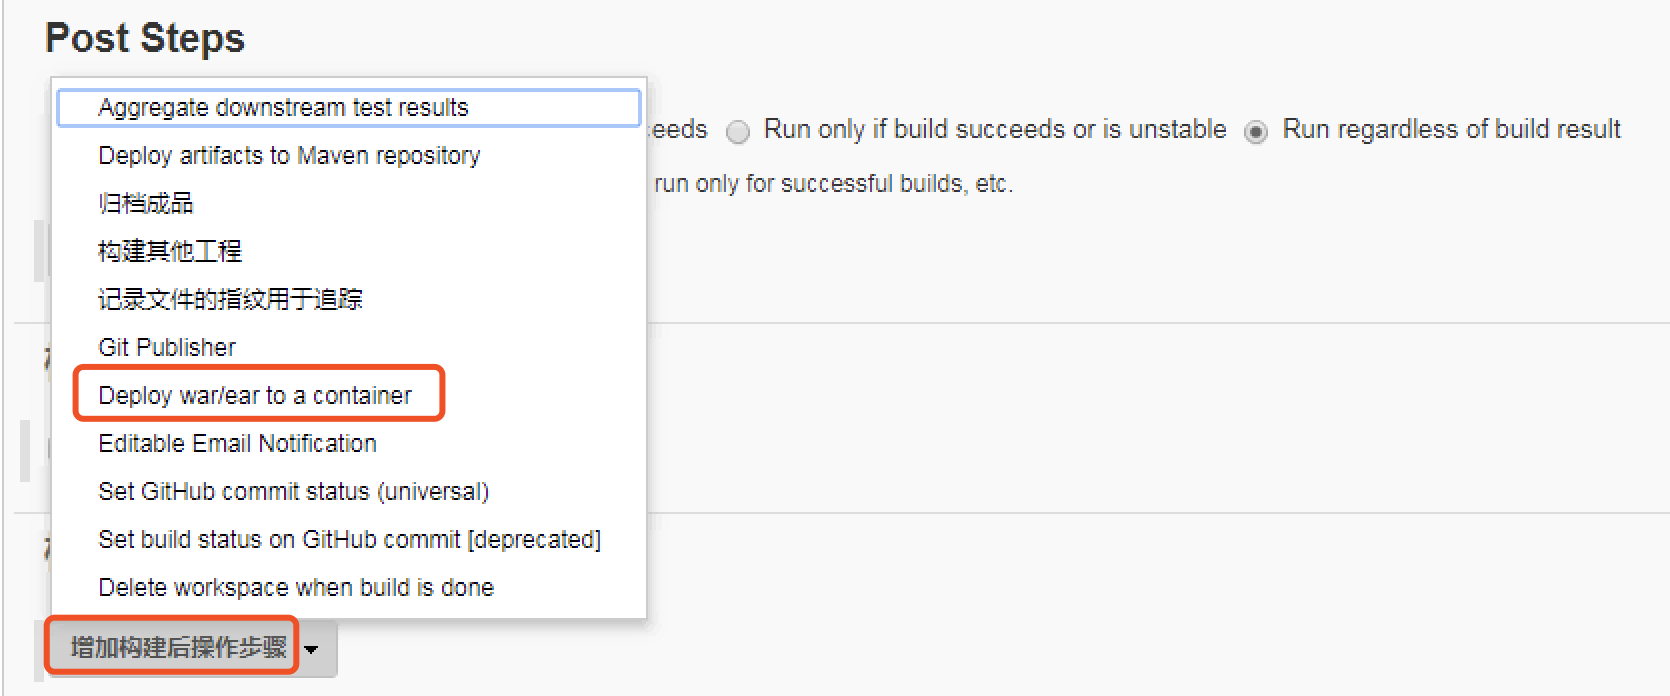 Post Steps
Aggregate downstream test results
Deploy artifacts to Maven repository
归档成品
构建其他工程
记录文件的指纹用于追踪
Git Publisher
Deploy war/ear to a container
Editable Email Notification
Set GitHub commit status (universal)
Set build status on GitHub commit [deprecated]
Delete workspace when build is done
Run only if build succeeds or is unstable
Run regardless of build result
run only for successful builds, etc.
增加构建后操作步骤